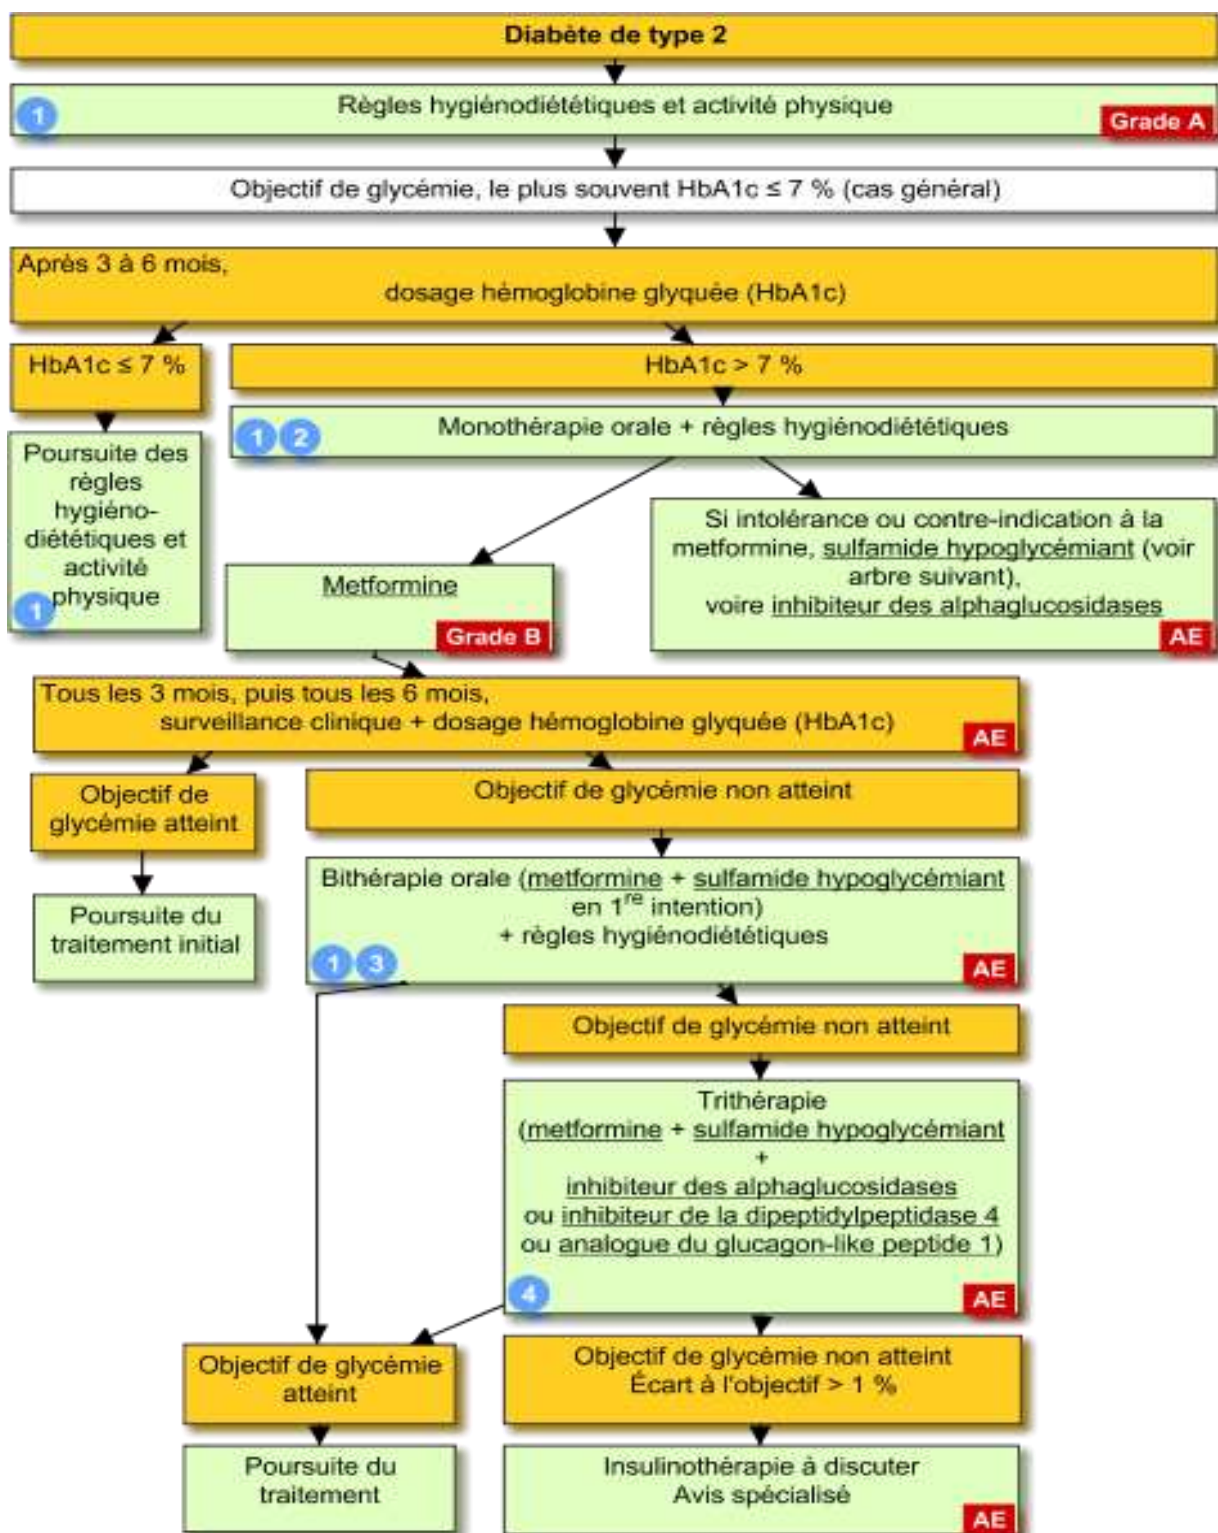 Diabète de type 2
1
Règles hygiénodiététiques et activité physique
Grade A
Objectif de glycémie, le plus souvent HbA1c ≤ 7 % (cas général)
Après 3 à 6 mois,
dosage hémoglobine glyquée (HbA1c)
HbA1c ≤ 7 %
HbA1c > 7 %
1 2
Monothérapie orale + règles hygiénodiététiques
Poursuite des
règles
hygiéno-
diététiques et
activité
physique
1
Si intolérance ou contre-indication à la
metformine, sulfamide hypoglycémiant (voir
arbre suivant),
voire inhibiteur des alphaglucosidases
AE
Metformine
Grade B
Tous les 3 mois, puis tous les 6 mois,
surveillance clinique + dosage hémoglobine glyquée (HbA1c)
AE
Objectif de
glycémie atteint
Objectif de glycémie non atteint
Poursuite du
traitement initial
Bithérapie orale (metformine + sulfamide hypoglycémiant
en 1re intention)
+ règles hygiénodiététiques
1 3
AE
Objectif de glycémie non atteint
Trithérapie
(metformine + sulfamide hypoglycémiant
+
inhibiteur des alphaglucosidases
ou inhibiteur de la dipeptidylpeptidase 4
ou analogue du glucagon-like peptide 1)
4
AE
Objectif de glycémie
atteint
Objectif de glycémie non atteint
Écart à l'objectif > 1 %
Poursuite du
traitement
Insulinothérapie à discuter
Avis spécialisé
AE